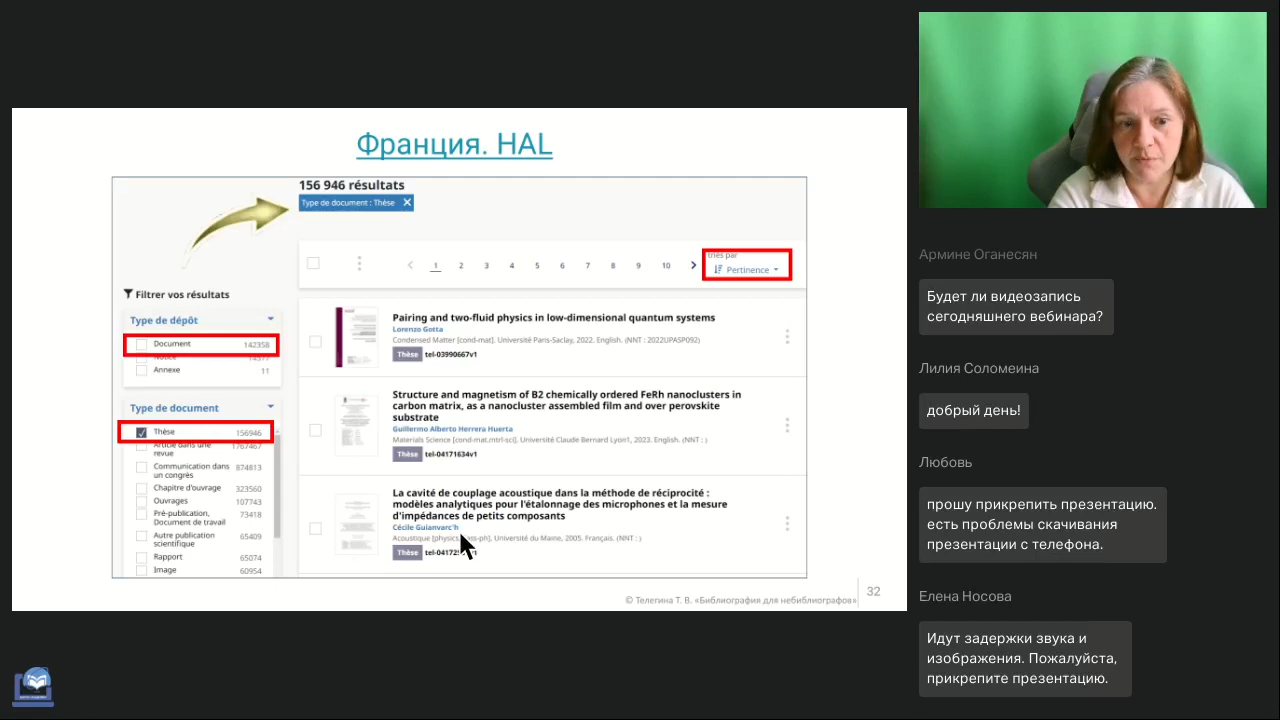 Франция. HAL
156 946 résultats
Type de document : Thèse ✕
1 2 3 4 5 6 7 8 9 10
triés par
Pertinence
Filtrer vos résultats
Type de dépôt
Document 142358
Notice 14577
Annexe 11
Type de document
Thèse 156946
Article dans une
revue 1767467
Communication dans 874813
un congrès
Chapitre d'ouvrage 323560
Ouvrages 107743
Pré-publication, 73418
Document de travail
Autre publication 65409
scientifique
Rapport 65074
Image 60954
Pairing and two-fluid physics in low-dimensional quantum systems
Lorenzo Gotta
Condensed Matter [cond-mat]. Université Paris-Saclay, 2022. English. ⟨NNT : 2022UPASP092⟩
Thèse tel-03990667v1
Structure and magnetism of B2 chemically ordered FeRh nanoclusters in
carbon matrix, as a nanocluster assembled film and over perovskite
substrate
Guillermo Alberto Herrera Huerta
Materials Science [cond-mat.mtrl-sci]. Université Claude Bernard Lyon1, 2023. English. ⟨NNT : ⟩
Thèse tel-04171634v1
La cavité de couplage acoustique dans la méthode de réciprocité :
modèles analytiques pour l'étalonnage des microphones et la mesure
d'impédances de petits composants
Cécile Guianvarc'h
Acoustique Université du Maine, 2005. Français. ⟨NNT : ⟩
Thèse
© Телегина Т. В. «Библиография для небиблиографов»
32
Армине Оганесян
Будет ли видеозапись
сегодняшнего вебинара?
Лилия Соломеина
добрый день!
Любовь
прошу прикрепить презентацию.
есть проблемы скачивания
презентации с телефона.
Елена Носова
Идут задержки звука и
изображения. Пожалуйста,
прикрепите презентацию.